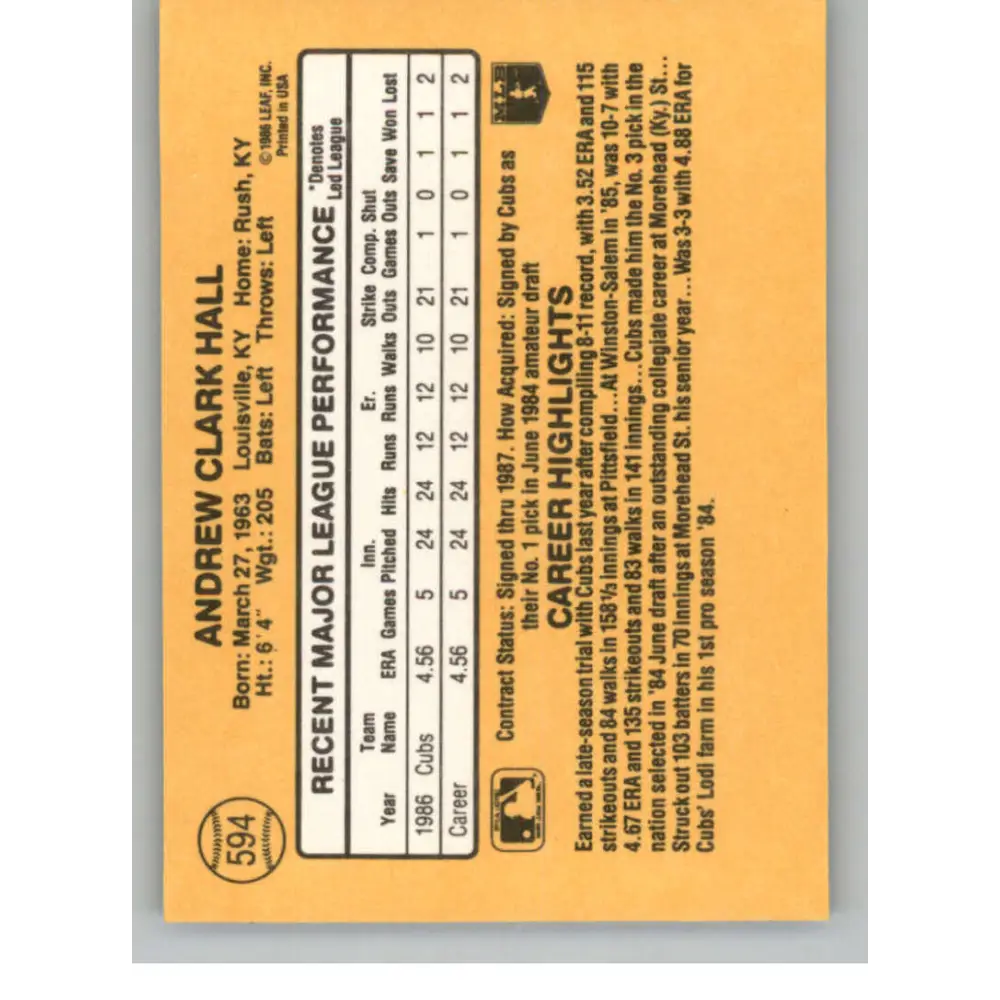 594
ANDREW CLARK HALL
Born: March 27, 1963 Louisville, KY Home: Rush, KY
Ht.: 6'4" Wgt.: 205 Bats: Left Throws: Left
© 1986 LEAF, INC.
Printed in USA
RECENT MAJOR LEAGUE PERFORMANCE *Denotes Led League
Year Team Name ERA Games Inn. Pitched Hits Runs Er. Runs Walks Strike Outs Comp. Games Shut Outs Save Won Lost
1986 Cubs 4.56 5 24 24 12 12 10 21 1 0 1 1 2
Career 4.56 5 24 24 12 12 10 21 1 0 1 1 2
Contract Status: Signed thru 1987. How Acquired: Signed by Cubs as
their No. 1 pick in June 1984 amateur draft
MLB
CAREER HIGHLIGHTS
Earned a late-season trial with Cubs last year after compiling 8-11 record, with 3.52 ERA and 115
strikeouts and 84 walks in 158⅓ innings at Pittsfield...At Winston-Salem in '85, was 10-7 with
4.67 ERA and 135 strikeouts and 83 walks in 141 innings...Cubs made him the No. 3 pick in the
nation selected in '84 June draft after an outstanding collegiate career at Morehead (Ky.) St...
Struck out 103 batters in 70 innings at Morehead St. his senior year...Was 3-3 with 4.88 ERA for
Cubs' Lodi farm in his 1st pro season '84.